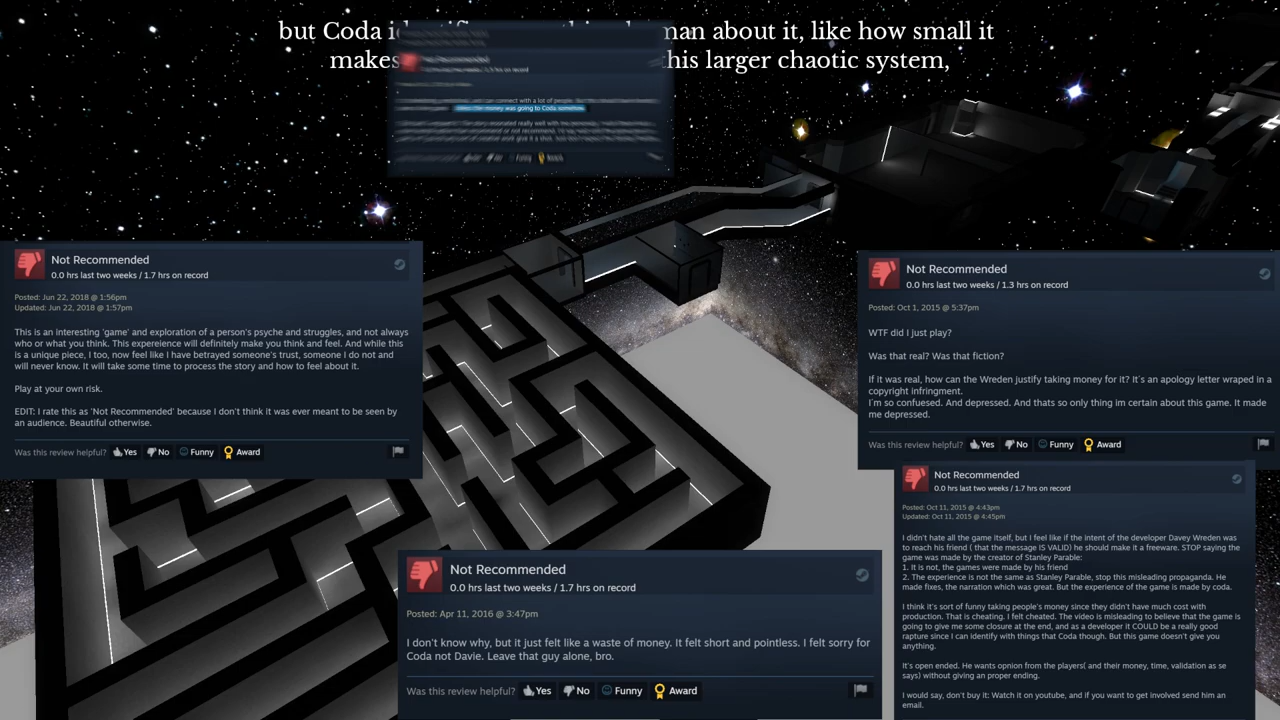 but Coda man about it, like how small it
makes this larger chaotic system,
hrs on record
can connect with a lot of people.
money was going to Coda somehow
Not Recommended
0.0 hrs last two weeks / 1.7 hrs on record
Posted: Jun 22, 2018 @ 1:56pm
Updated: Jun 22, 2018 @ 1:57pm
This is an interesting 'game' and exploration of a person's psyche and struggles, and not always
who or what you think. This expereience will definitely make you think and feel. And while this
is a unique piece, I too, now feel like I have betrayed someone's trust, someone I do not and
will never know. It will take some time to process the story and how to feel about it.
Play at your own risk.
EDIT: I rate this as 'Not Recommended' because I don't think it was ever meant to be seen by
an audience. Beautiful otherwise.
Was this review helpful? Yes No Funny Award
Not Recommended
0.0 hrs last two weeks / 1.3 hrs on record
Posted: Oct 1, 2015 @ 5:37pm
WTF did I just play?
Was that real? Was that fiction?
If it was real, how can the Wreden justify taking money for it? It´s an apology letter wraped in a
copyright infringment.
I´m so confuesed. And depressed. And thats so only thing im certain about this game. It made
me depressed.
Was this review helpful? Yes No Funny Award
Not Recommended
0.0 hrs last two weeks / 1.7 hrs on record
Posted: Oct 11, 2015 @ 4:43pm
Updated: Oct 11, 2015 @ 4:45pm
I didn't hate all the game itself, but I feel like if the intent of the developer Davey Wreden was
to reach his friend ( that the message IS VALID) he should make it a freeware. STOP saying the
game was made by the creator of Stanley Parable:
1. It is not, the games were made by his friend
2. The experience is not the same as Stanley Parable, stop this misleading propaganda. He
made fixes, the narration which was great. But the experience of the game is made by coda.
I think it's sort of funny taking people's money since they didn't have much cost with
production. That is cheating. I felt cheated. The video is misleading to believe that the game is
going to give me some closure at the end, and as a developer it COULD be a really good
rapture since I can identify with things that Coda though. But this game doesn't give you
anything.
It's open ended. He wants opnion from the players( and their money, time, validation as se
says) without giving an proper ending.
I would say, don't buy it: Watch it on youtube, and if you want to get involved send him an
email.
Not Recommended
0.0 hrs last two weeks / 1.7 hrs on record
Posted: Apr 11, 2016 @ 3:47pm
I don't know why, but it just felt like a waste of money. It felt short and pointless. I felt sorry for
Coda not Davie. Leave that guy alone, bro.
Was this review helpful? Yes No Funny Award